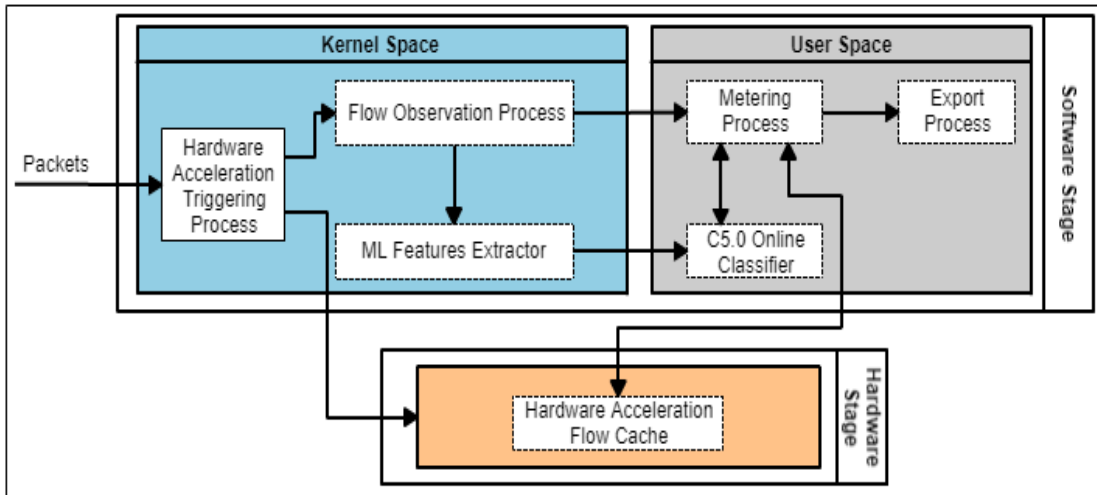 Kernel Space
User Space
Software Stage
Packets
Hardware
Acceleration
Triggering
Process
Flow Observation Process
ML Features Extractor
Metering
Process
Export
Process
C5.0 Online
Classifier
Hardware Acceleration
Flow Cache
Hardware
Stage